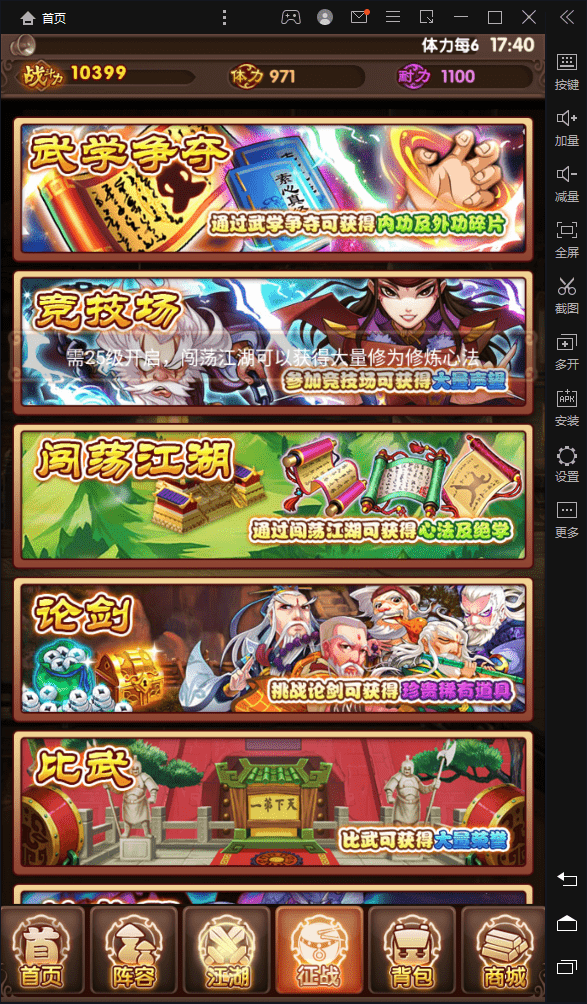 首页
体力每6 17:40
战斗力 10399
体力 971
耐力 1100
武学争夺
素心真经
通过武学争夺可获得内功及外功碎片
竞技场
需25级开启，闯荡江湖可以获得大量修为修炼心法
参加竞技场可获得大量声望
闯荡江湖
通过闯荡江湖可获得心法及绝学
论剑
挑战论剑可获得珍贵稀有道具
比武
一第下天
比武可获得大量荣誉
首页
阵容
江湖
征战
背包
商城
按键
加量
减量
全屏
截图
多开
APK
安装
设置
更多